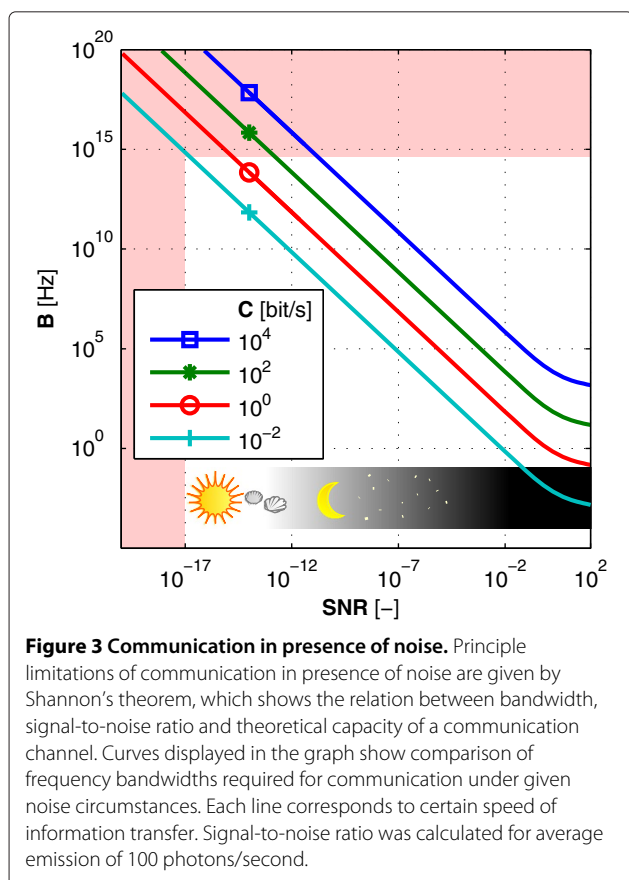 10^20
10^15
10^10
10^5
10^0
B [Hz]
C [bit/s]
10^4
10^2
10^0
10^−2
10^−17
10^−12
10^−7
10^−2
10^2
SNR [−]
Figure 3 Communication in presence of noise. Principle
limitations of communication in presence of noise are given by
Shannon's theorem, which shows the relation between bandwidth,
signal-to-noise ratio and theoretical capacity of a communication
channel. Curves displayed in the graph show comparison of
frequency bandwidths required for communication under given
noise circumstances. Each line corresponds to certain speed of
information transfer. Signal-to-noise ratio was calculated for average
emission of 100 photons/second.